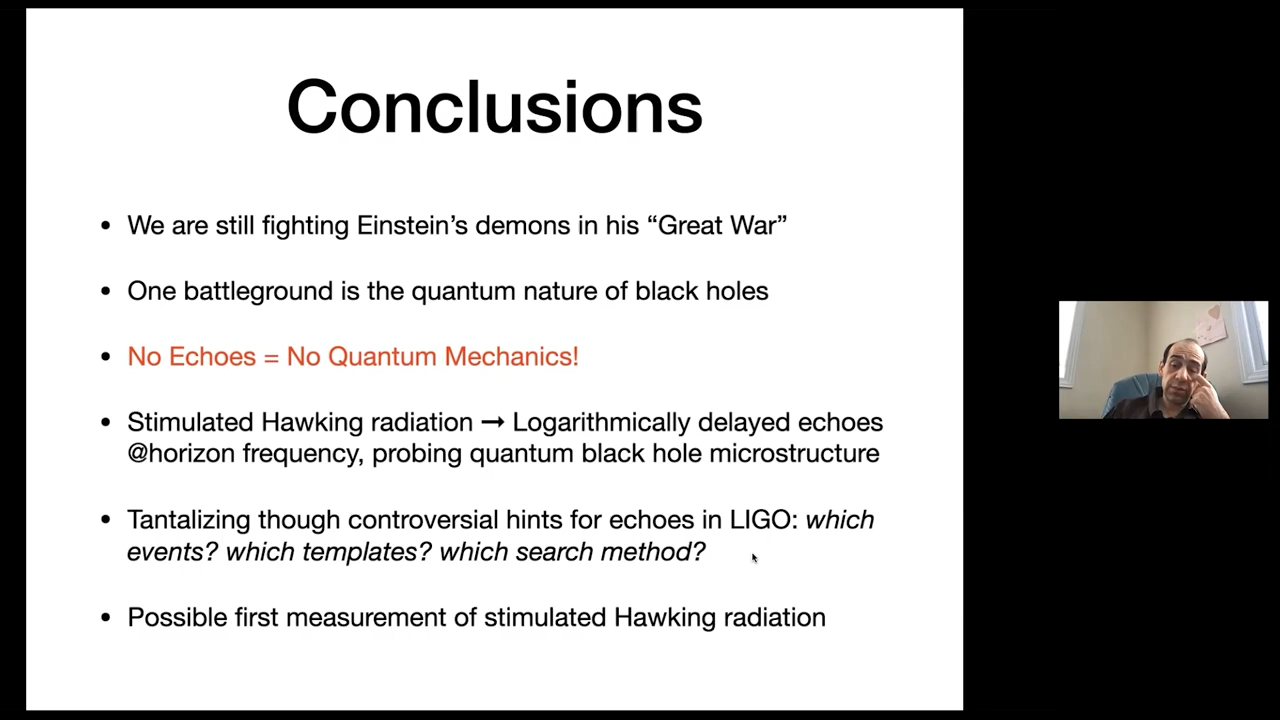 Conclusions
• We are still fighting Einstein’s demons in his “Great War”
• One battleground is the quantum nature of black holes
• No Echoes = No Quantum Mechanics!
• Stimulated Hawking radiation → Logarithmically delayed echoes
@horizon frequency, probing quantum black hole microstructure
• Tantalizing though controversial hints for echoes in LIGO: which
events? which templates? which search method?
• Possible first measurement of stimulated Hawking radiation